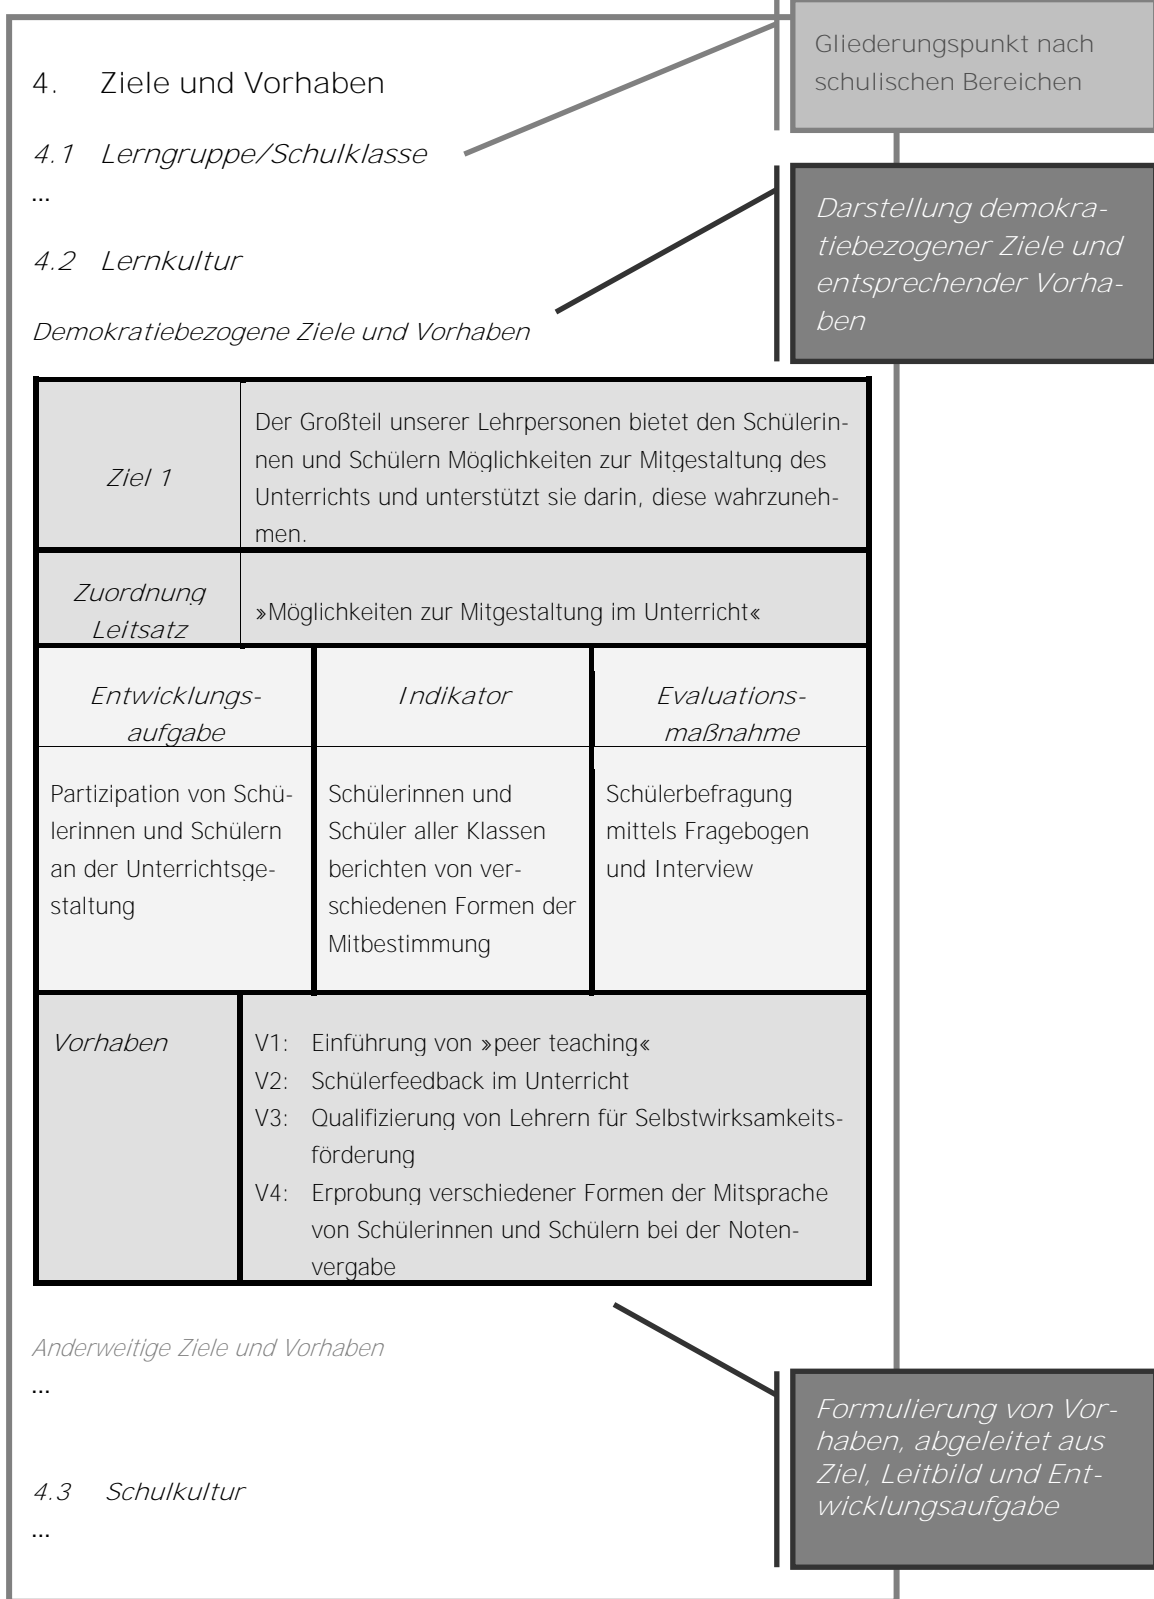 Gliederungspunkt nach
schulischen Bereichen
4. Ziele und Vorhaben
4.1 Lerngruppe/Schulklasse
...
Darstellung demokra-
tiebezogener Ziele und
entsprechender Vorha-
ben
4.2 Lernkultur
Demokratiebezogene Ziele und Vorhaben
Ziel 1
Der Großteil unserer Lehrpersonen bietet den Schülerin-
nen und Schülern Möglichkeiten zur Mitgestaltung des
Unterrichts und unterstützt sie darin, diese wahrzuneh-
men.
Zuordnung
Leitsatz
»Möglichkeiten zur Mitgestaltung im Unterricht«
Entwicklungs-
aufgabe
Indikator
Evaluations-
maßnahme
Partizipation von Schü-
lerinnen und Schülern
an der Unterrichtsge-
staltung
Schülerinnen und
Schüler aller Klassen
berichten von ver-
schiedenen Formen der
Mitbestimmung
Schülerbefragung
mittels Fragebogen
und Interview
Vorhaben
V1: Einführung von »peer teaching«
V2: Schülerfeedback im Unterricht
V3: Qualifizierung von Lehrern für Selbstwirksamkeits-
förderung
V4: Erprobung verschiedener Formen der Mitsprache
von Schülerinnen und Schülern bei der Noten-
vergabe
Anderweitige Ziele und Vorhaben
...
Formulierung von Vor-
haben, abgeleitet aus
Ziel, Leitbild und Ent-
wicklungsaufgabe
4.3 Schulkultur
...